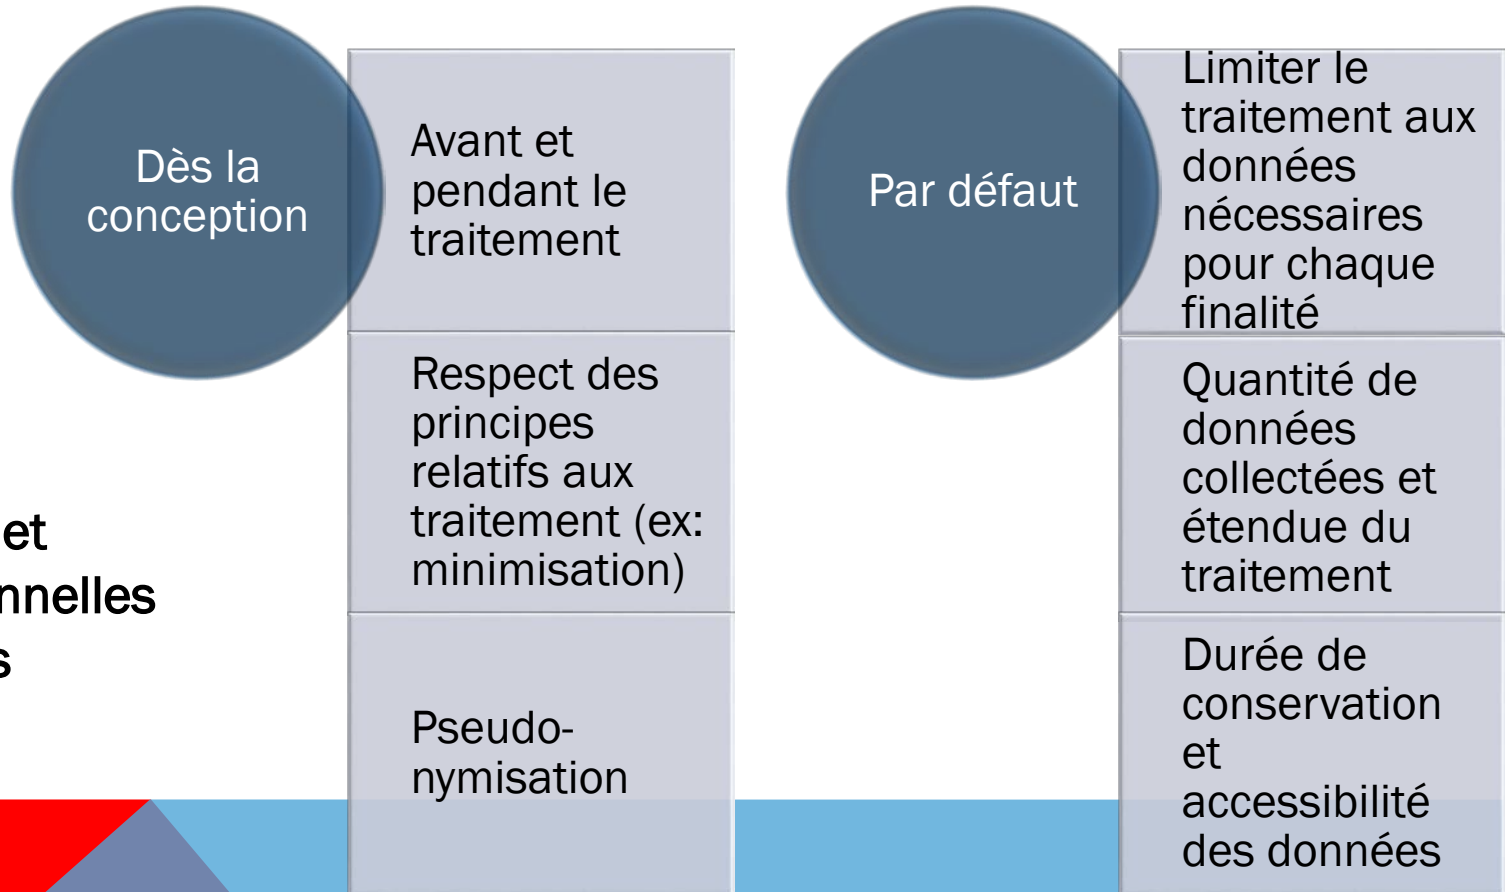 Dès la
conception
Avant et
pendant le
traitement
Respect des
principes
relatifs aux
traitement (ex:
minimisation)
Pseudo-
nymisation
Par défaut
Limiter le
traitement aux
données
nécessaires
pour chaque
finalité
Quantité de
données
collectées et
étendue du
traitement
Durée de
conservation
et
accessibilité
des données
et